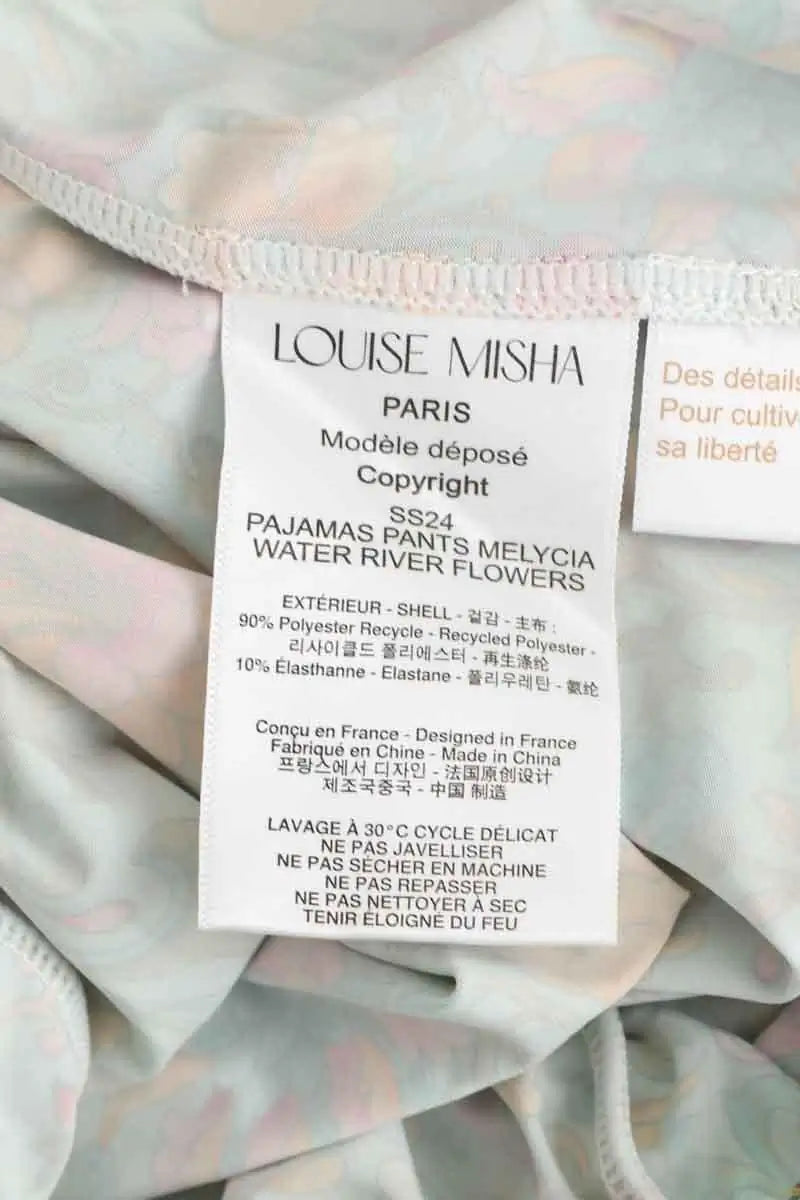 LOUISE MISHA
PARIS
Modèle déposé
Copyright
SS24
PAJAMAS PANTS MELYCIA
WATER RIVER FLOWERS
EXTÉRIEUR - SHELL - 겉감 - 主布 :
90% Polyester Recycle - Recycled Polyester -
리사이클드 폴리에스터 - 再生涤纶
10% Élasthanne - Elastane - 폴리우레탄 - 氨纶
Conçu en France - Designed in France
Fabriqué en Chine - Made in China
프랑스에서 디자인 - 法国原创设计
제조국중국 - 中国 制造
LAVAGE À 30°C CYCLE DÉLICAT
NE PAS JAVELLISER
NE PAS SÉCHER EN MACHINE
NE PAS REPASSER
NE PAS NETTOYER À SEC
TENIR ÉLOIGNÉ DU FEU
Des détails
Pour cultiv
sa liberté